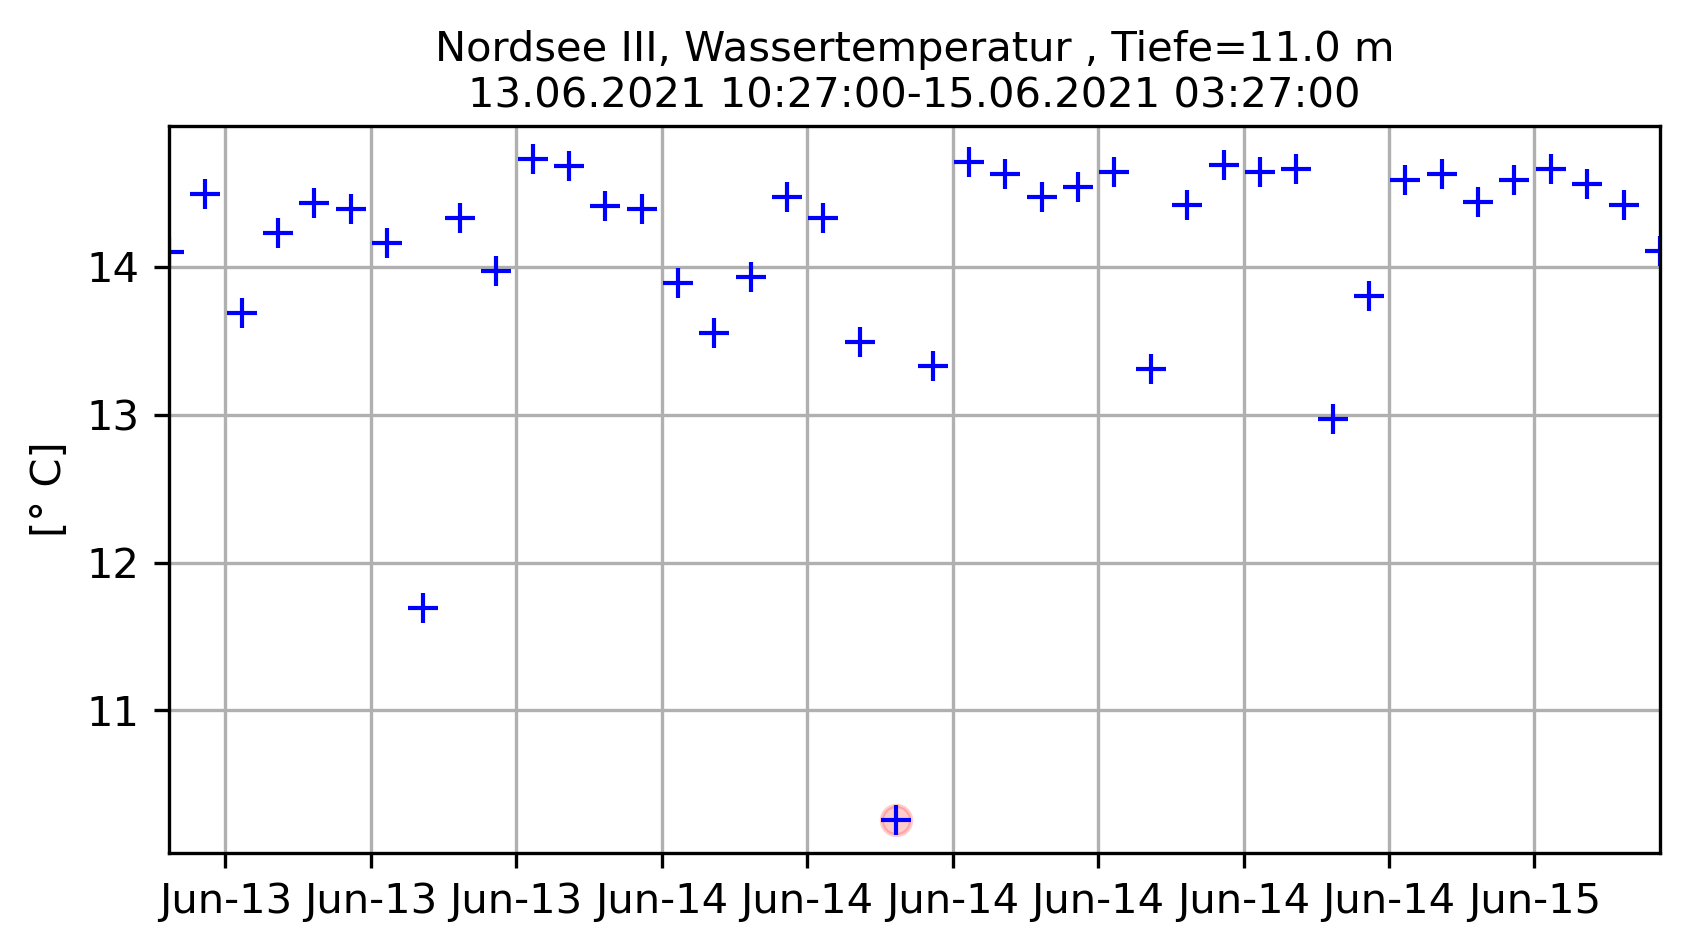 Nordsee III, Wassertemperatur , Tiefe=11.0 m
13.06.2021 10:27:00-15.06.2021 03:27:00
14
13
12
11
[° C]
Jun-13 Jun-13 Jun-13 Jun-14 Jun-14 Jun-14 Jun-14 Jun-14 Jun-14 Jun-15